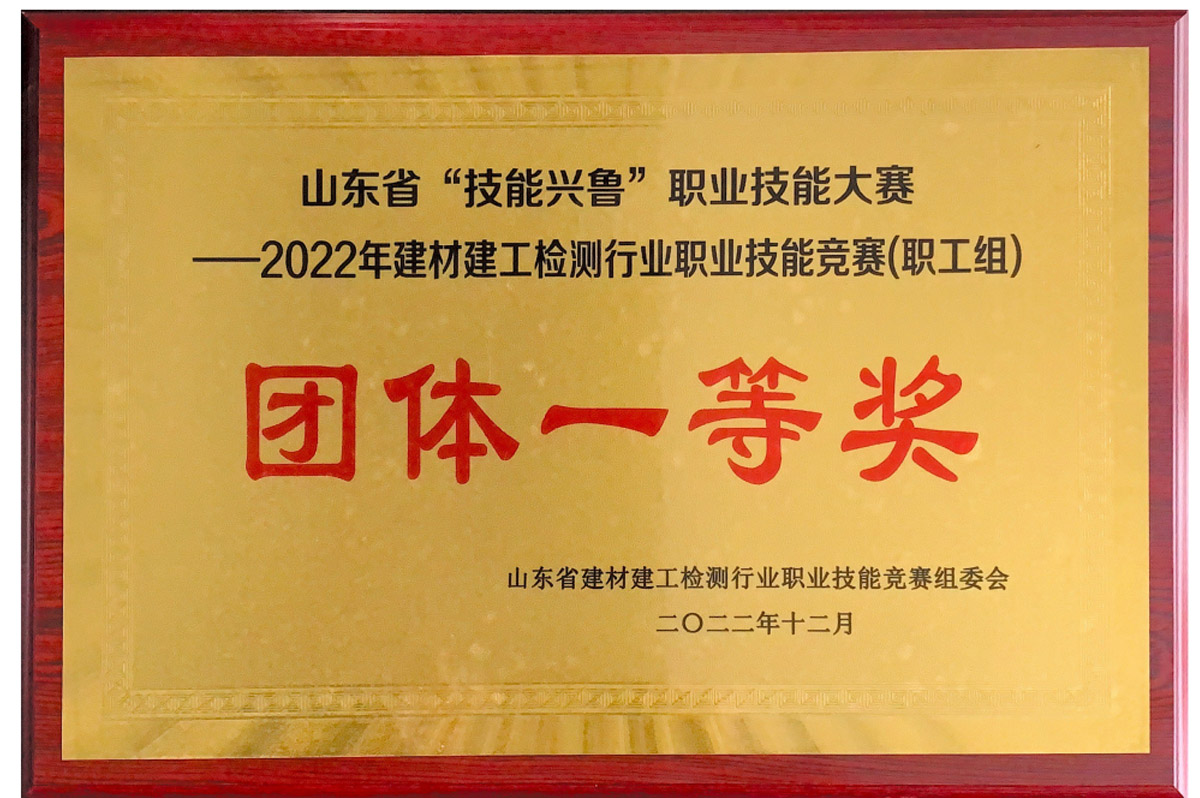 山东省“技能兴鲁”职业技能大赛
——2022年建材建工检测行业职业技能竞赛(职工组)
团体一等奖
山东省建材建工检测行业职业技能竞赛组委会
二〇二二年十二月